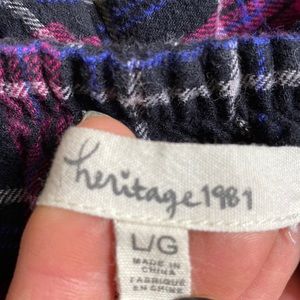 heritage1981
L/G
MADE IN
CHINA
FABRIQUÉ
EN CHINE